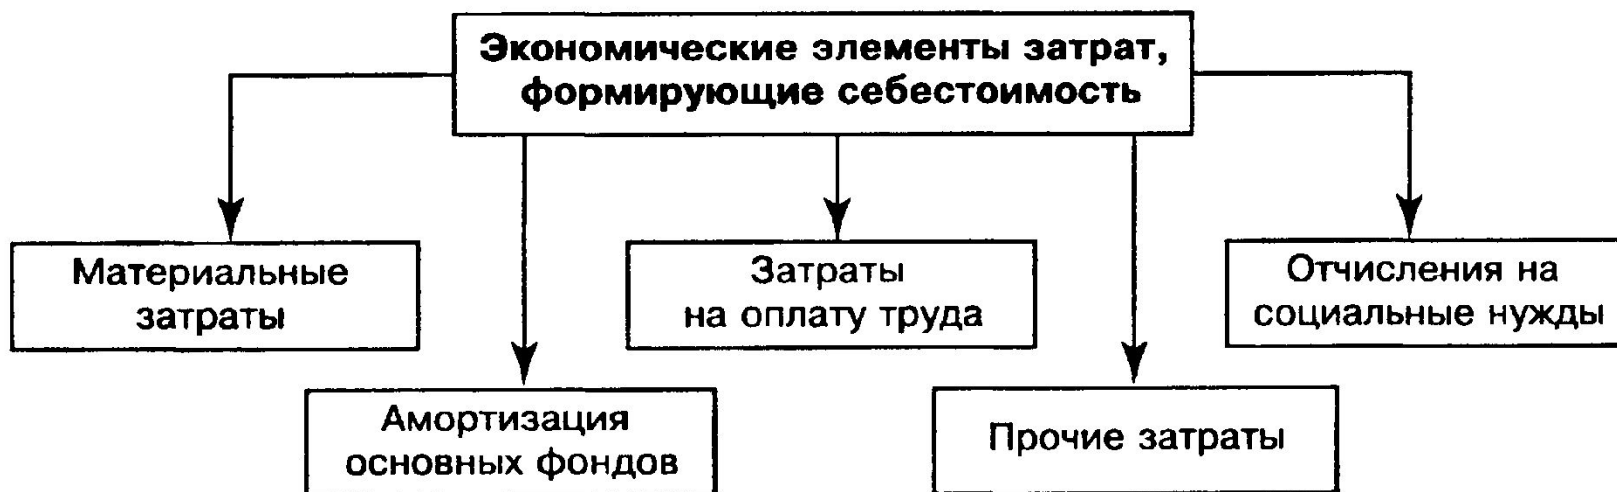 Экономические элементы затрат,
формирующие себестоимость
Материальные
затраты
Затраты
на оплату труда
Отчисления на
социальные нужды
Амортизация
основных фондов
Прочие затраты